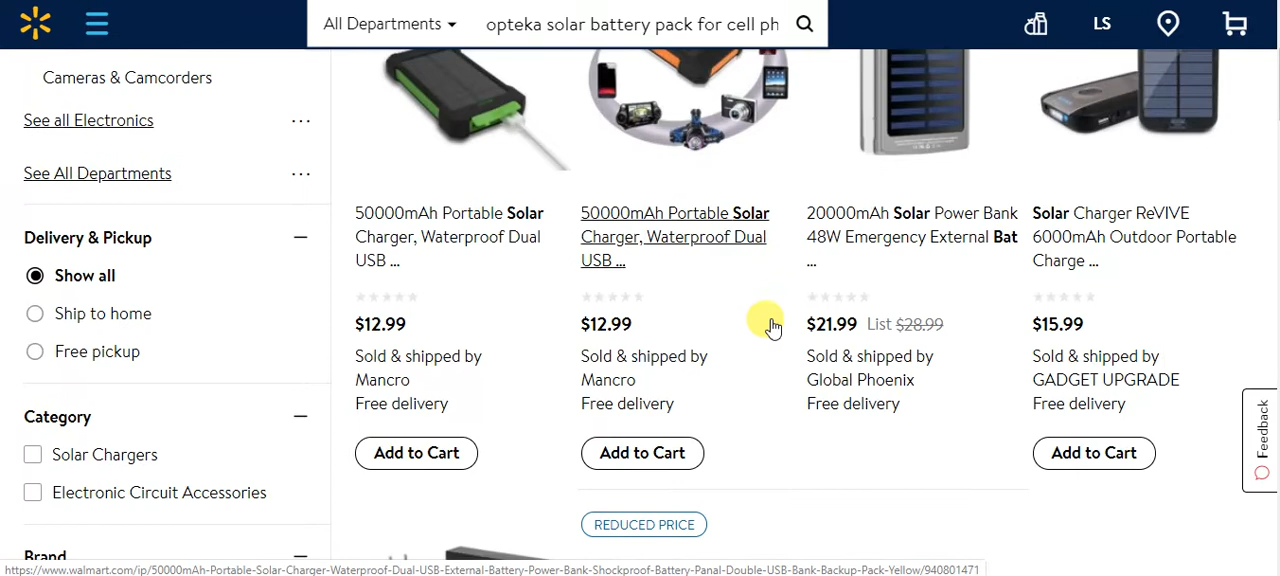 All Departments
opteka solar battery pack for cell ph
LS
Cameras & Camcorders
See all Electronics
...
See All Departments
...
Delivery & Pickup
Show all
Ship to home
Free pickup
Category
Solar Chargers
Electronic Circuit Accessories
Brand
50000mAh Portable Solar
Charger, Waterproof Dual
USB ...
$12.99
Sold & shipped by
Mancro
Free delivery
Add to Cart
50000mAh Portable Solar
Charger, Waterproof Dual
USB ...
$12.99
Sold & shipped by
Mancro
Free delivery
Add to Cart
REDUCED PRICE
20000mAh Solar Power Bank
48W Emergency External Bat
...
$21.99 List $28.99
Sold & shipped by
Global Phoenix
Free delivery
Solar Charger ReVIVE
6000mAh Outdoor Portable
Charge ...
$15.99
Sold & shipped by
GADGET UPGRADE
Free delivery
Add to Cart
Feedback
https://www.walmart.com/ip/50000mAh-Portable-Solar-Charger-Waterproof-Dual-USB-External-Battery-Power-Bank-Shockproof-Battery-Panel-Double-USB-Bank-Backup-Pack-Yellow/940801471